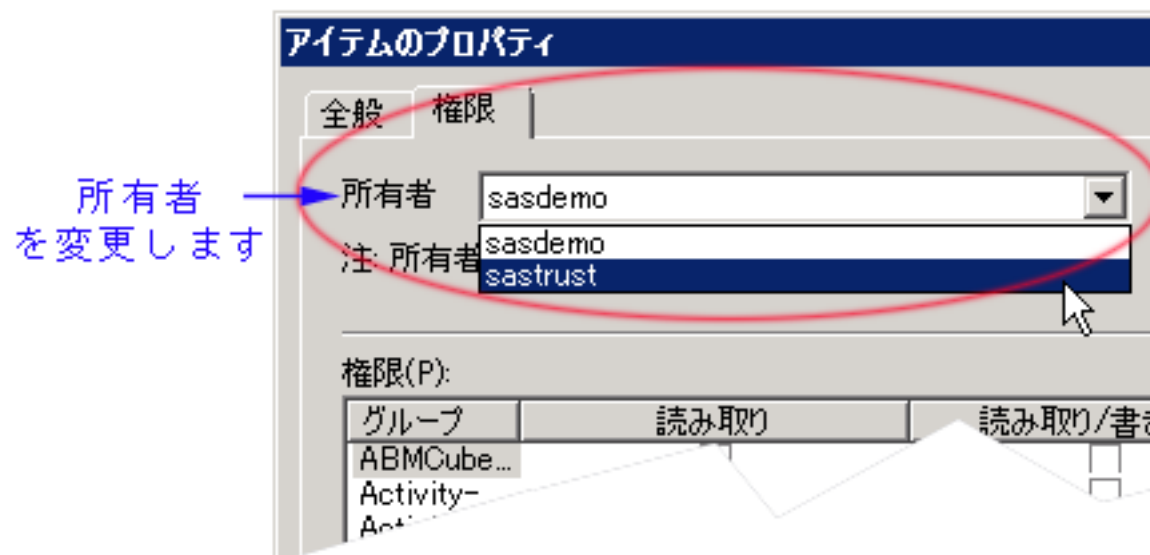 アイテムのプロパティ
全般 権限
所有者
を変更します
所有者 sasdemo
sasdemo
注: 所有者
sastrust
権限(P):
グループ 読み取り 読み取り/書き
ABMCube...
Activity-